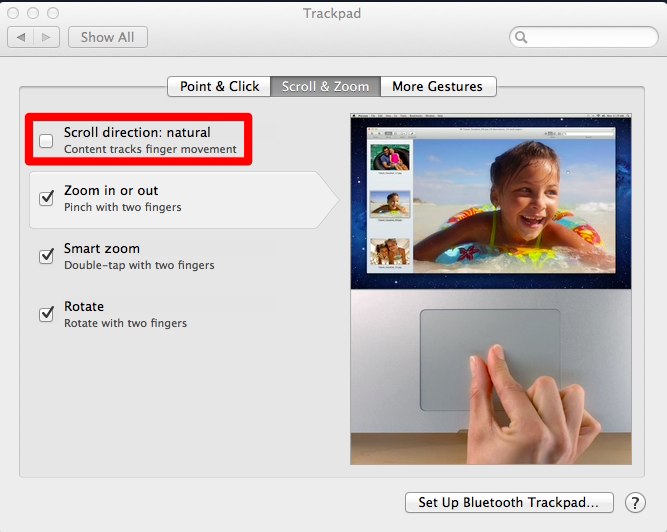 Trackpad
Show All
Point & Click
Scroll & Zoom
More Gestures
Scroll direction: natural
Content tracks finger movement
Zoom in or out
Pinch with two fingers
Smart zoom
Double-tap with two fingers
Rotate
Rotate with two fingers
Set Up Bluetooth Trackpad...
?